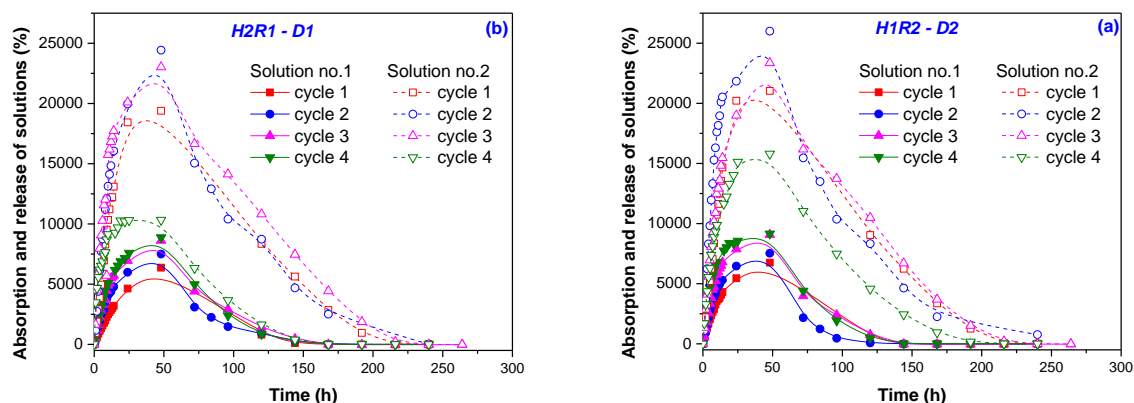 H2R1 - D1
(b)
Absorption and release of solutions (%)
25000
20000
15000
10000
5000
0
Solution no.1
cycle 1
cycle 2
cycle 3
cycle 4
Solution no.2
cycle 1
cycle 2
cycle 3
cycle 4
0 50 100 150 200 250 300
Time (h)
H1R2 - D2
(a)
Absorption and release of solutions (%)
25000
20000
15000
10000
5000
0
Solution no.1
cycle 1
cycle 2
cycle 3
cycle 4
Solution no.2
cycle 1
cycle 2
cycle 3
cycle 4
0 50 100 150 200 250 300
Time (h)